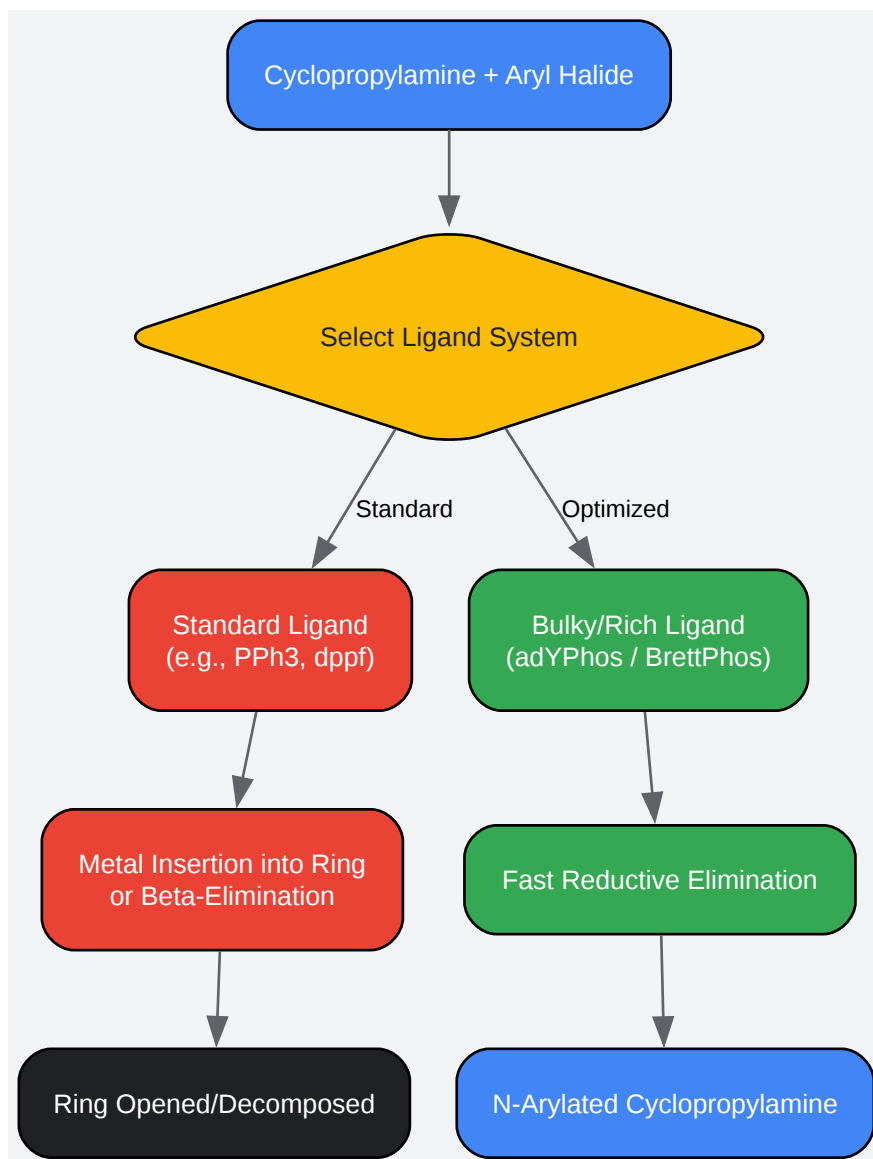 Cyclopropylamine + Aryl Halide
Select Ligand System
Standard
Optimized
Standard Ligand
(e.g., PPh3, dppf)
Bulky/Rich Ligand
(adYPhos / BrettPhos)
Metal Insertion into Ring
or Beta-Elimination
Fast Reductive Elimination
Ring Opened/Decomposed
N-Arylated Cyclopropylamine